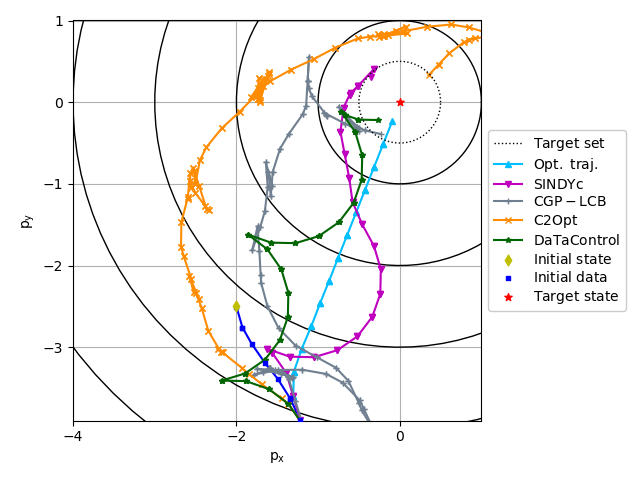 1
0
−1
−2
−3
−4
−2
0
p_x
p_y
Target set
Opt. traj.
SINDYc
CGP − LCB
C2Opt
DaTaControl
Initial state
Initial data
Target state